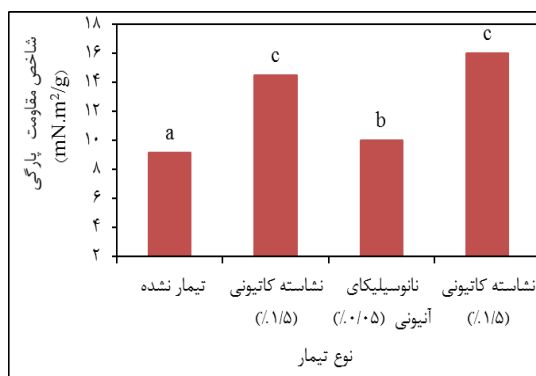 شاخص مقاومت پارگی
(mN.m²/g)
۱۸
۱۶
۱۴
۱۲
۱۰
۸
۶
۴
۲
a
c
b
c
تیمار نشده
نشاسته کاتیونی
(٪۱/۵)
نانوسیلیکای
آنیونی (٪۰/۰۵)
نشاسته کاتیونی
(٪۱/۵)
نوع تیمار